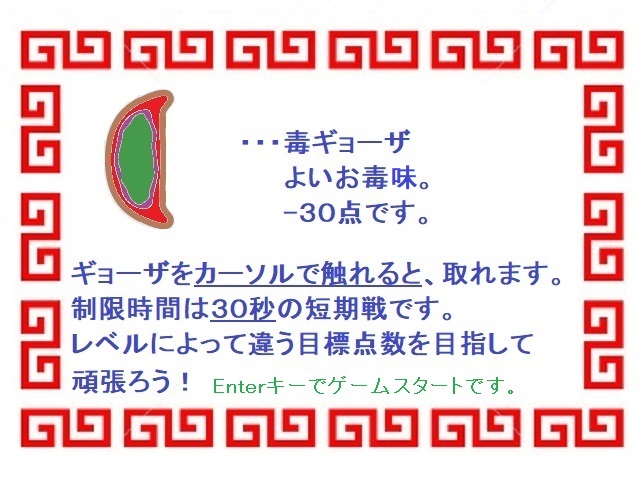 ・・・毒ギョーザ
よいお毒味。
-30点です。
ギョーザをカーソルで触れると、取れます。
制限時間は30秒の短期戦です。
レベルによって違う目標点数を目指して
頑張ろう！ Enterキーでゲームスタートです。